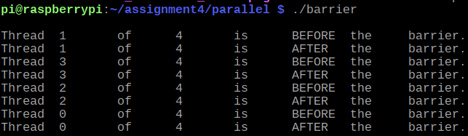 pi@raspberrypi:~/assignment4/parallel $ ./barrier
Thread 1 of 4 is BEFORE the barrier.
Thread 1 of 4 is AFTER the barrier.
Thread 3 of 4 is BEFORE the barrier.
Thread 3 of 4 is AFTER the barrier.
Thread 2 of 4 is BEFORE the barrier.
Thread 2 of 4 is AFTER the barrier.
Thread 0 of 4 is BEFORE the barrier.
Thread 0 of 4 is AFTER the barrier.